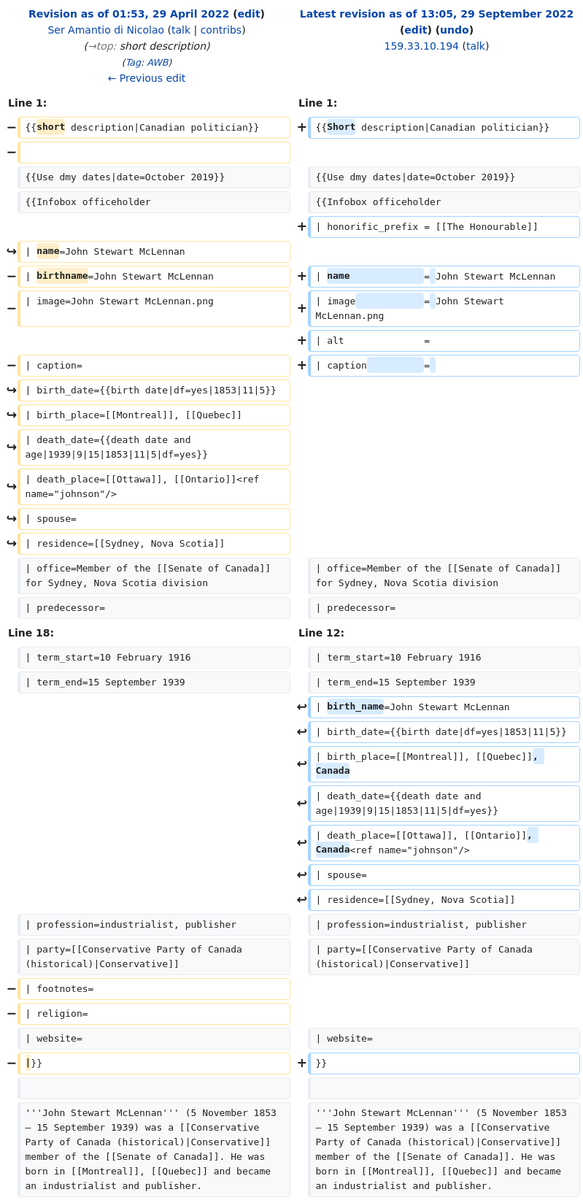 Revision as of 01:53, 29 April 2022 (edit)
Ser Amantio di Nicolao (talk | contribs)
(→top: short description)
(Tag: AWB)
← Previous edit
Latest revision as of 13:05, 29 September 2022
(edit) (undo)
159.33.10.194 (talk)
Line 1:
Line 1:
− {{short description|Canadian politician}}
+ {{Short description|Canadian politician}}
−
{{Use dmy dates|date=October 2019}}
{{Use dmy dates|date=October 2019}}
{{Infobox officeholder
{{Infobox officeholder
+ | honorific_prefix = [[The Honourable]]
↪ | name=John Stewart McLennan
− | birthname=John Stewart McLennan
+ | name           = John Stewart McLennan
− | image=John Stewart McLennan.png
+ | image          = John Stewart
McLennan.png
+ | alt            =
− | caption=
+ | caption        =
↪ | birth_date={{birth date|df=yes|1853|11|5}}
↪ | birth_place=[[Montreal]], [[Quebec]]
↪ | death_date={{death date and
age|1939|9|15|1853|11|5|df=yes}}
↪ | death_place=[[Ottawa]], [[Ontario]]<ref
name="johnson"/>
↪ | spouse=
↪ | residence=[[Sydney, Nova Scotia]]
| office=Member of the [[Senate of Canada]]
for Sydney, Nova Scotia division
| office=Member of the [[Senate of Canada]]
for Sydney, Nova Scotia division
| predecessor=
| predecessor=
Line 18:
Line 12:
| term_start=10 February 1916
| term_start=10 February 1916
| term_end=15 September 1939
| term_end=15 September 1939
↩ | birth_name=John Stewart McLennan
↩ | birth_date={{birth date|df=yes|1853|11|5}}
↩ | birth_place=[[Montreal]], [[Quebec]],
Canada
↩ | death_date={{death date and
age|1939|9|15|1853|11|5|df=yes}}
↩ | death_place=[[Ottawa]], [[Ontario]],
Canada<ref name="johnson"/>
↩ | spouse=
↩ | residence=[[Sydney, Nova Scotia]]
| profession=industrialist, publisher
| profession=industrialist, publisher
| party=[[Conservative Party of Canada
(historical)|Conservative]]
| party=[[Conservative Party of Canada
(historical)|Conservative]]
− | footnotes=
− | religion=
| website=
| website=
− |}}
+ }}
'''John Stewart McLennan''' (5 November 1853
– 15 September 1939) was a [[Conservative
Party of Canada (historical)|Conservative]]
member of the [[Senate of Canada]]. He was
born in [[Montreal]], [[Quebec]] and became
an industrialist and publisher.
'''John Stewart McLennan''' (5 November 1853
– 15 September 1939) was a [[Conservative
Party of Canada (historical)|Conservative]]
member of the [[Senate of Canada]]. He was
born in [[Montreal]], [[Quebec]] and became
an industrialist and publisher.